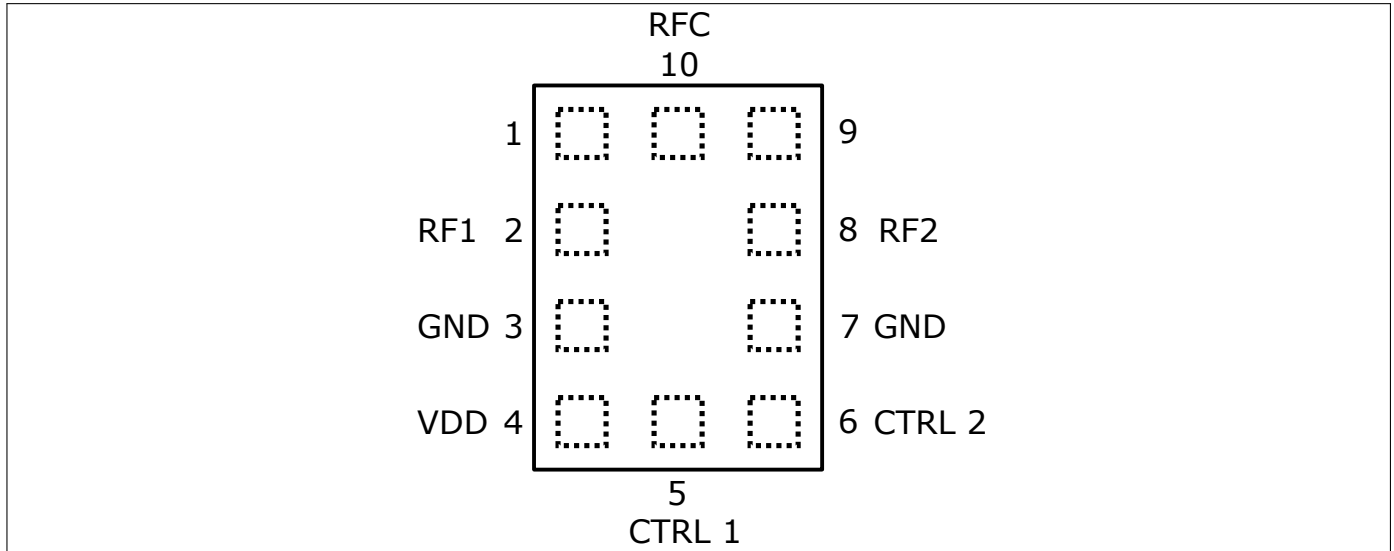 RFC
10
1
9
RF1 2
8 RF2
GND 3
7 GND
VDD 4
6 CTRL 2
5
CTRL 1